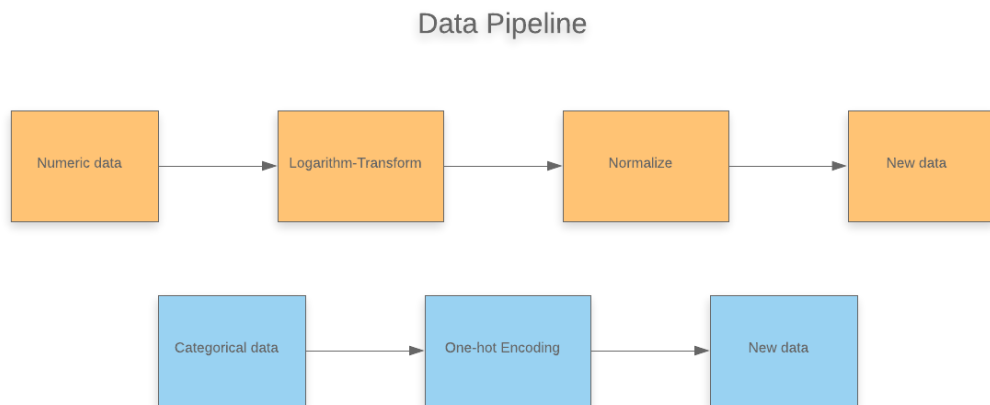 Data Pipeline
Numeric data
Logarithm-Transform
Normalize
New data
Categorical data
One-hot Encoding
New data